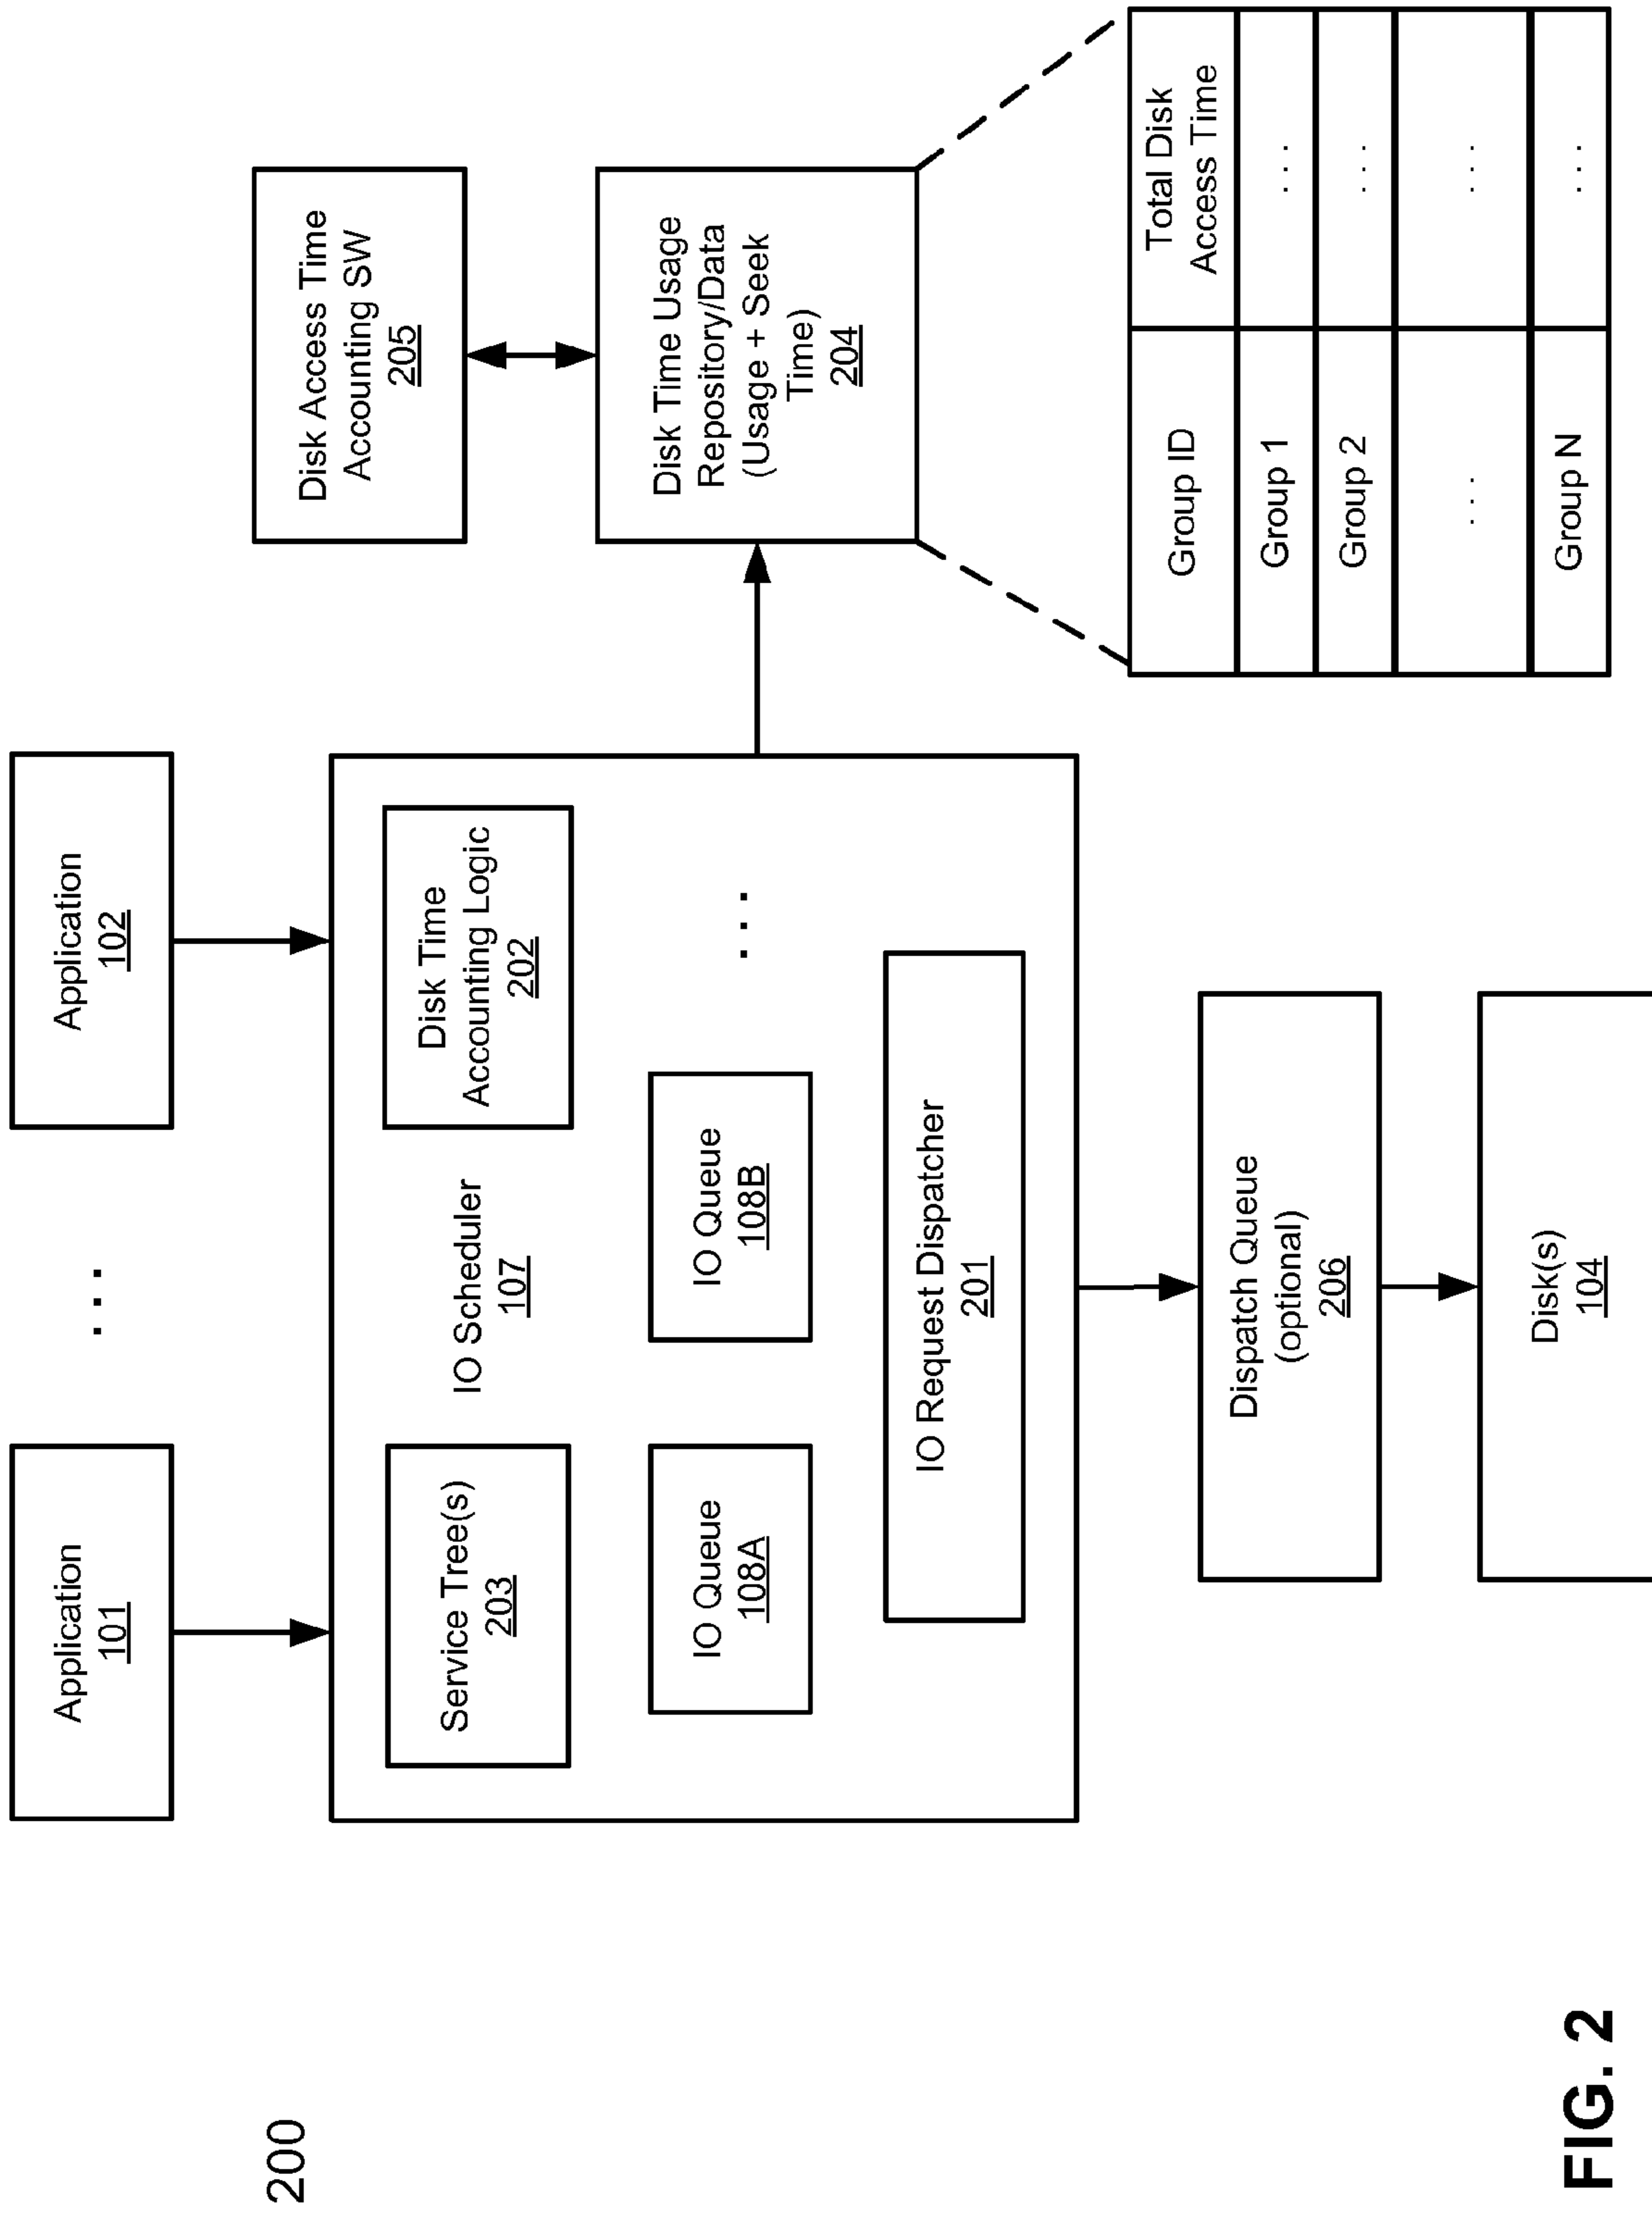 200
Application
101
. . .
Application
102
Service Tree(s)
203
IO Scheduler
107
Disk Time
Accounting Logic
202
IO Queue
108A
IO Queue
108B
. . .
IO Request Dispatcher
201
Disk Access Time
Accounting SW
205
Disk Time Usage
Repository/Data
(Usage + Seek
Time)
204
Dispatch Queue
(optional)
206
Disk(s)
104
Group ID
Total Disk
Access Time
Group 1
. . .
Group 2
. . .
. . .
. . .
Group N
. . .
FIG. 2